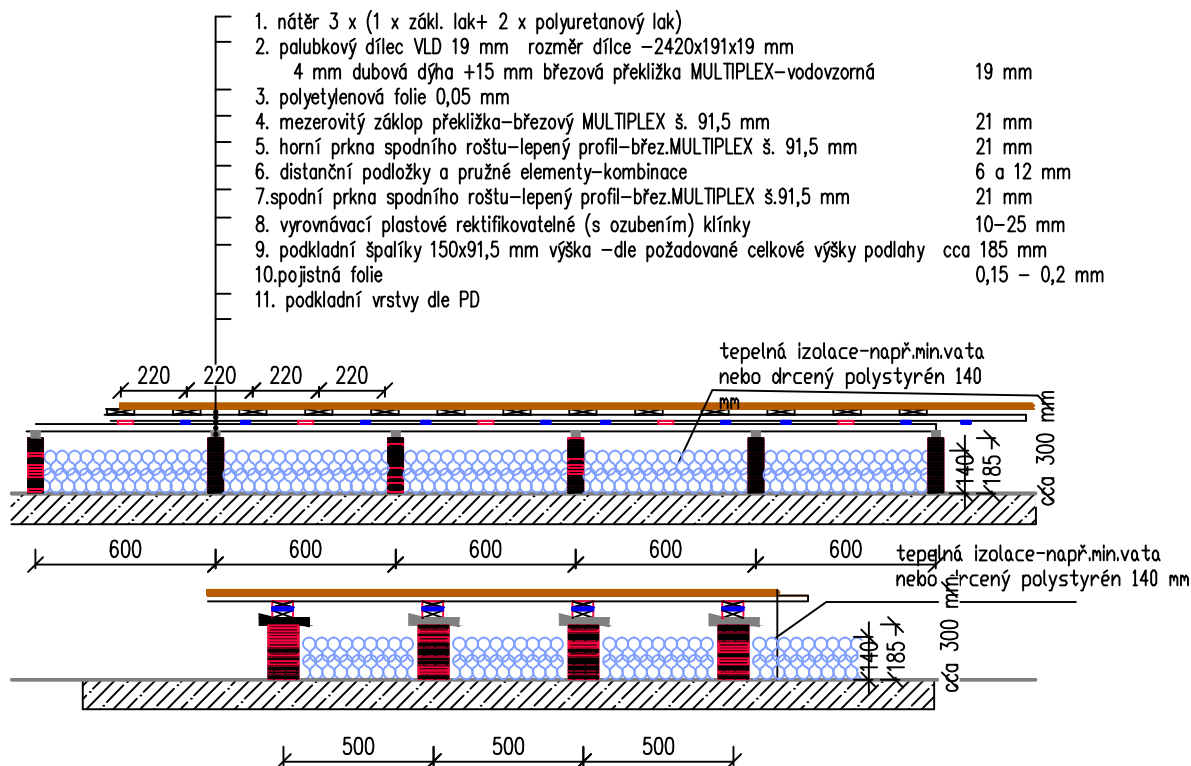 1. nátěr 3 x (1 x zákl. lak+ 2 x polyuretanový lak)
2. palubkový dílec VLD 19 mm rozměr dílce -2420x191x19 mm
4 mm dubová dýha +15 mm březová překližka MULTIPLEX-vodovzorná 19 mm
3. polyetylenová folie 0,05 mm
4. mezerovitý záklop překližka-březový MULTIPLEX š. 91,5 mm 21 mm
5. horní prkna spodního roštu-lepený profil-břez.MULTIPLEX š. 91,5 mm 21 mm
6. distanční podložky a pružné elementy-kombinace 6 a 12 mm
7.spodní prkna spodního roštu-lepený profil-břez.MULTIPLEX š.91,5 mm 21 mm
8. vyrovnávací plastové rektifikovatelné (s ozubením) klínky 10-25 mm
9. podkladní špalíky 150x91,5 mm výška -dle požadované celkové výšky podlahy cca 185 mm
10.pojistná folie 0,15 - 0,2 mm
11. podkladní vrstvy dle PD
tepelná izolace-např.min.vata
nebo drcený polystyrén 140
mm
220 220 220 220
140
185
cca 300 mm
600 600 600 600 600
tepelná izolace-např.min.vata
nebo drcený polystyrén 140 mm
140
185
cca 300 mm
500 500 500